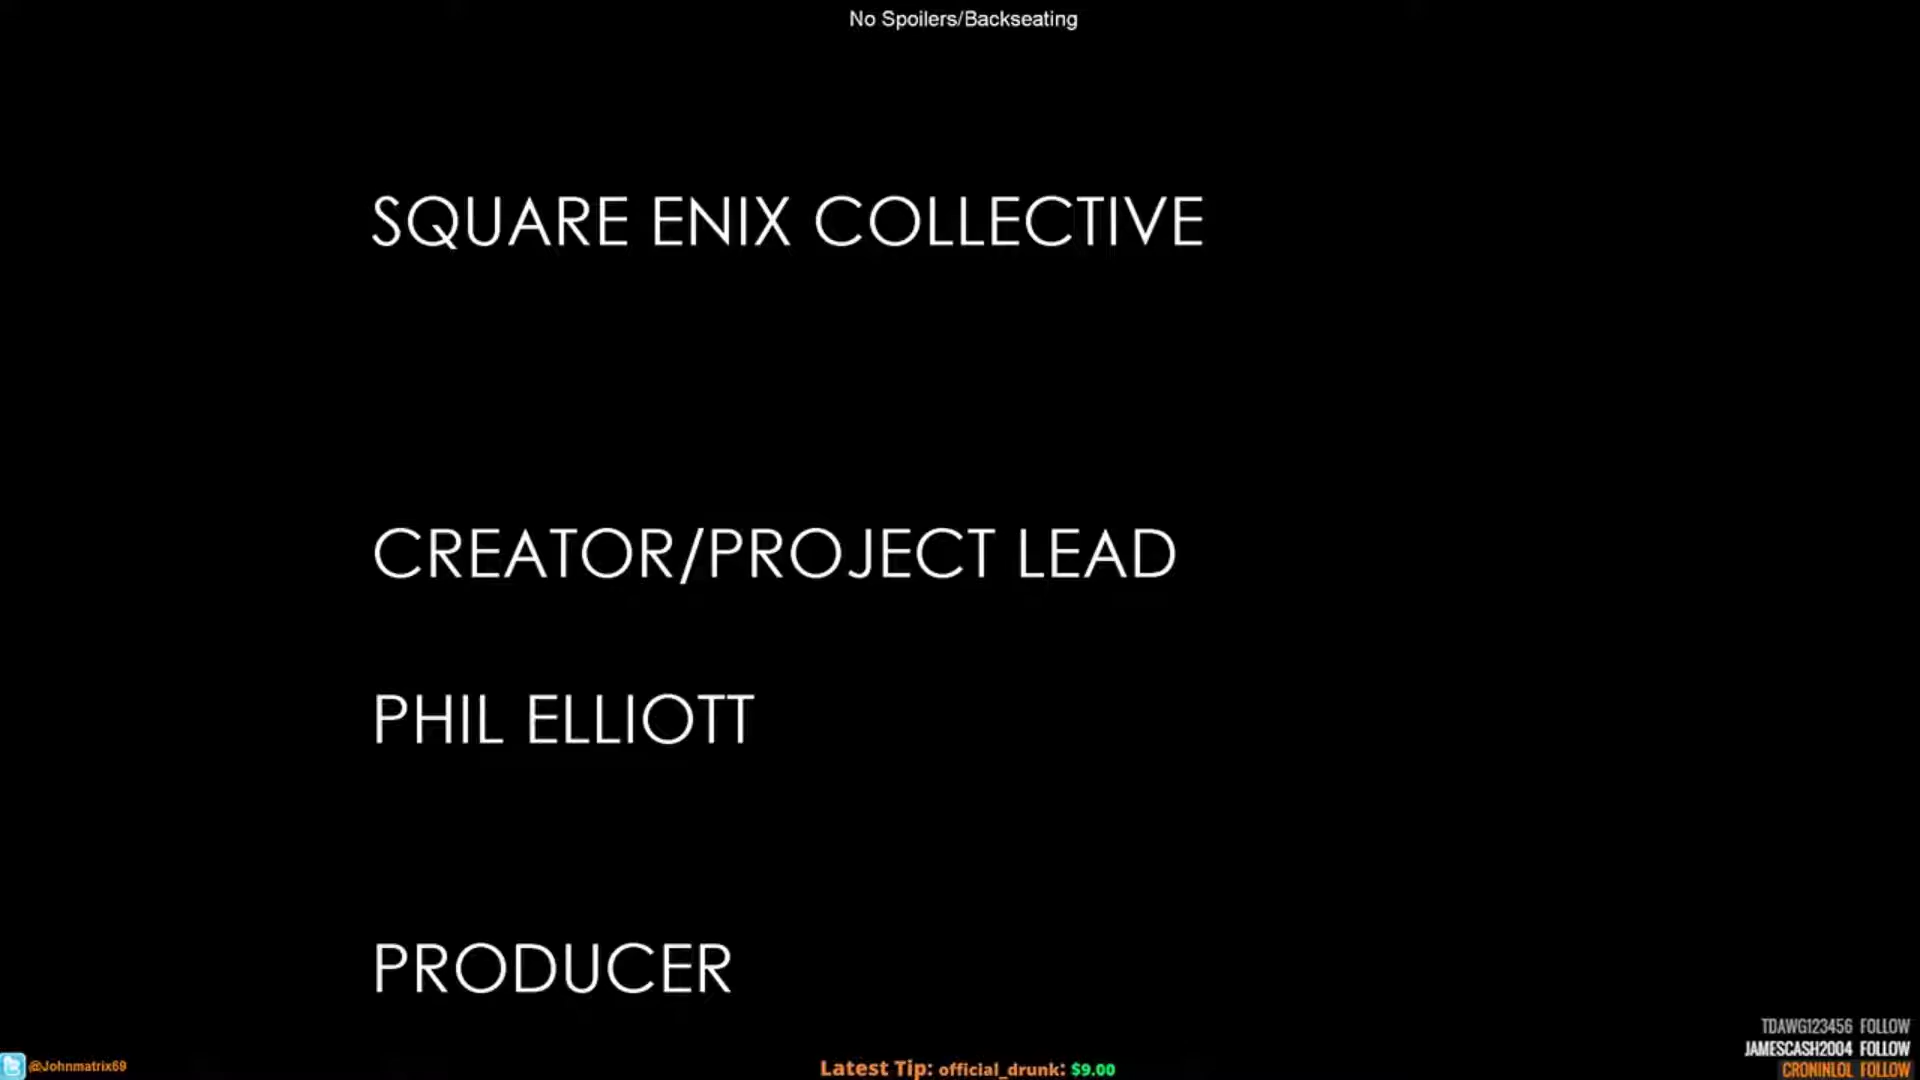 No Spoilers/Backseating
SQUARE ENIX COLLECTIVE
CREATOR/PROJECT LEAD
PHIL ELLIOTT
PRODUCER
TDAWG123456 FOLLOW
JAMESCASH2004 FOLLOW
CRONINLOL FOLLOW
@Johnmatrix69
Latest Tip: official_drunk: $9.00